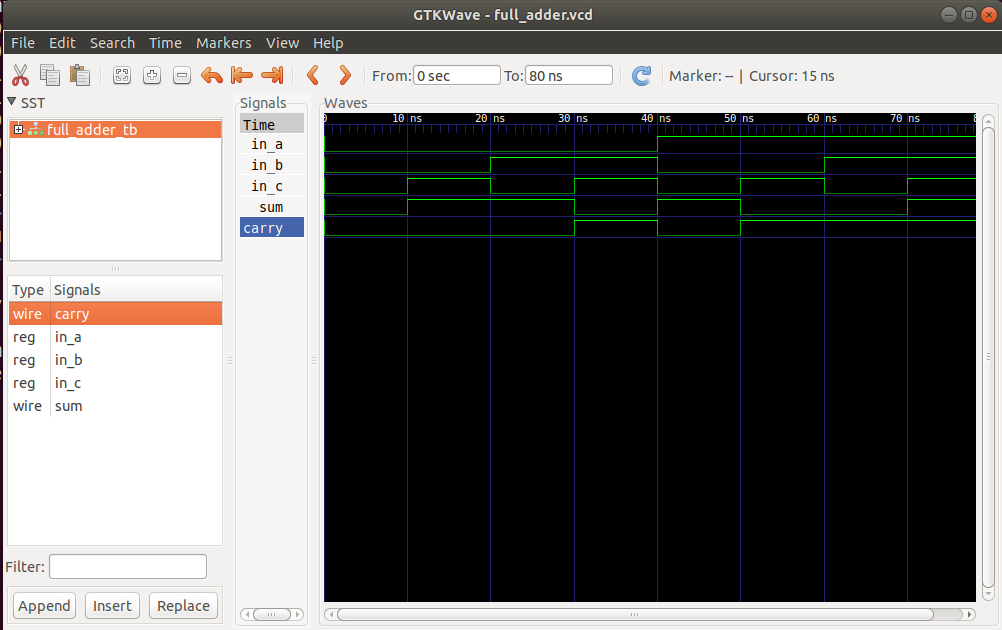 GTKWave - full_adder.vcd
File Edit Search Time Markers View Help
From: 0 sec To: 80 ns Marker: -- | Cursor: 15 ns
SST
full_adder_tb
Type Signals
wire carry
reg in_a
reg in_b
reg in_c
wire sum
Filter:
Append Insert Replace
Signals
Time
in_a
in_b
in_c
sum
carry
Waves
0 10 ns 20 ns 30 ns 40 ns 50 ns 60 ns 70 ns